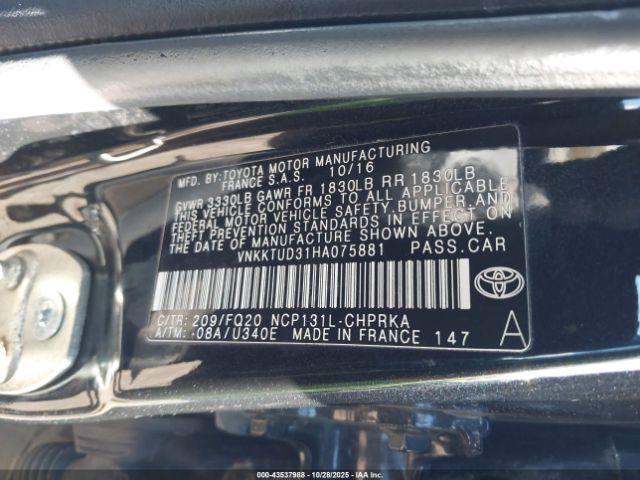 MFD. BY:TOYOTA MOTOR MANUFACTURING
FRANCE S.A.S. 10/16
GVWR 3330LB GAWR FR 1830LB RR 1830LB
THIS VEHICLE CONFORMS TO ALL APPLICABLE
FEDERAL MOTOR VEHICLE SAFETY,BUMPER,AND
THEFT PREVENTION STANDARDS IN EFFECT ON
THE DATE OF MANUFACTURE SHOWN ABOVE.
VNKKTUD31HA075881 PASS.CAR
C/TR: 209/FQ20 NCP131L-CHPRKA
A/TM: -08A/U340E MADE IN FRANCE 147 A
TOYOTA
000-43537988 | 10/28/2025 | IAAI.COM